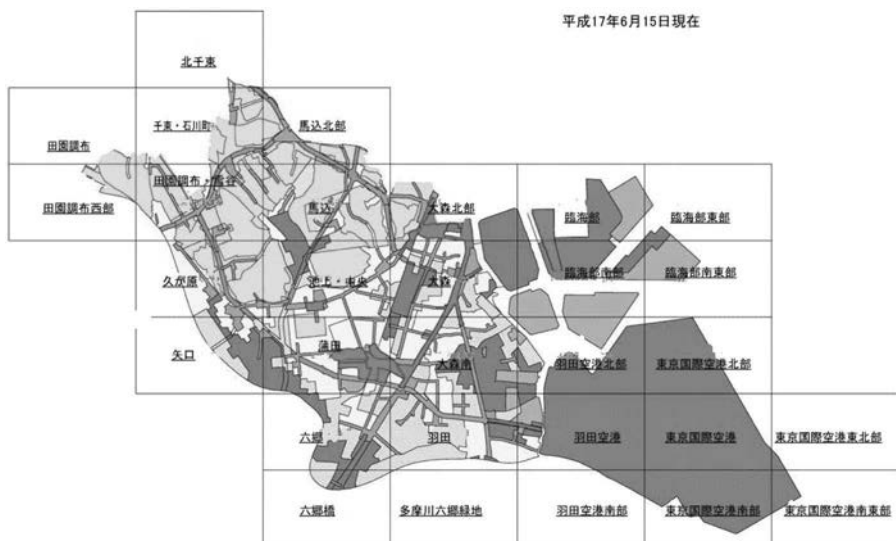 平成17年6月15日現在
北千束
千束・石川町
馬込北部
田園調布
田園調布・雪谷
田園調布西部
馬込
大森北部
臨海部
臨海部東部
久が原
池上・中央
大森
臨海部南部
臨海部南東部
矢口
蒲田
大森南
羽田空港北部
東京国際空港北部
六郷
羽田
羽田空港
東京国際空港
東京国際空港東北部
六郷橋
多摩川六郷緑地
羽田空港南部
東京国際空港南部
東京国際空港南東部